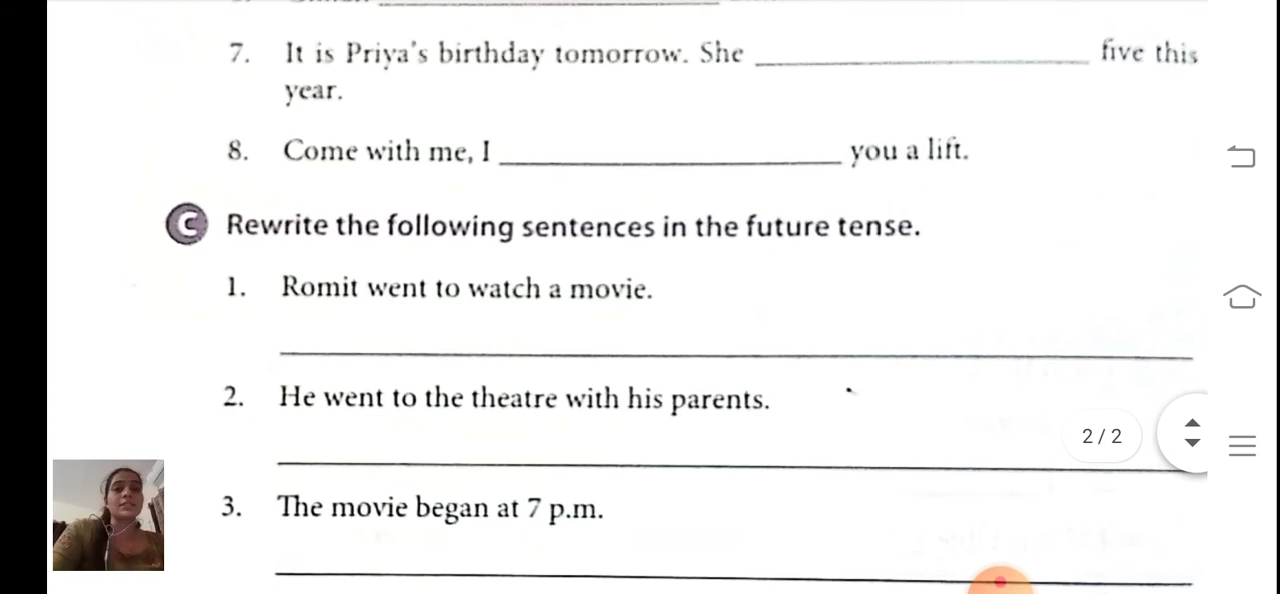 7. It is Priya's birthday tomorrow. She ____________ five this
year.
8. Come with me, I ____________ you a lift.
C Rewrite the following sentences in the future tense.
1. Romit went to watch a movie.
2. He went to the theatre with his parents.
2 / 2
3. The movie began at 7 p.m.